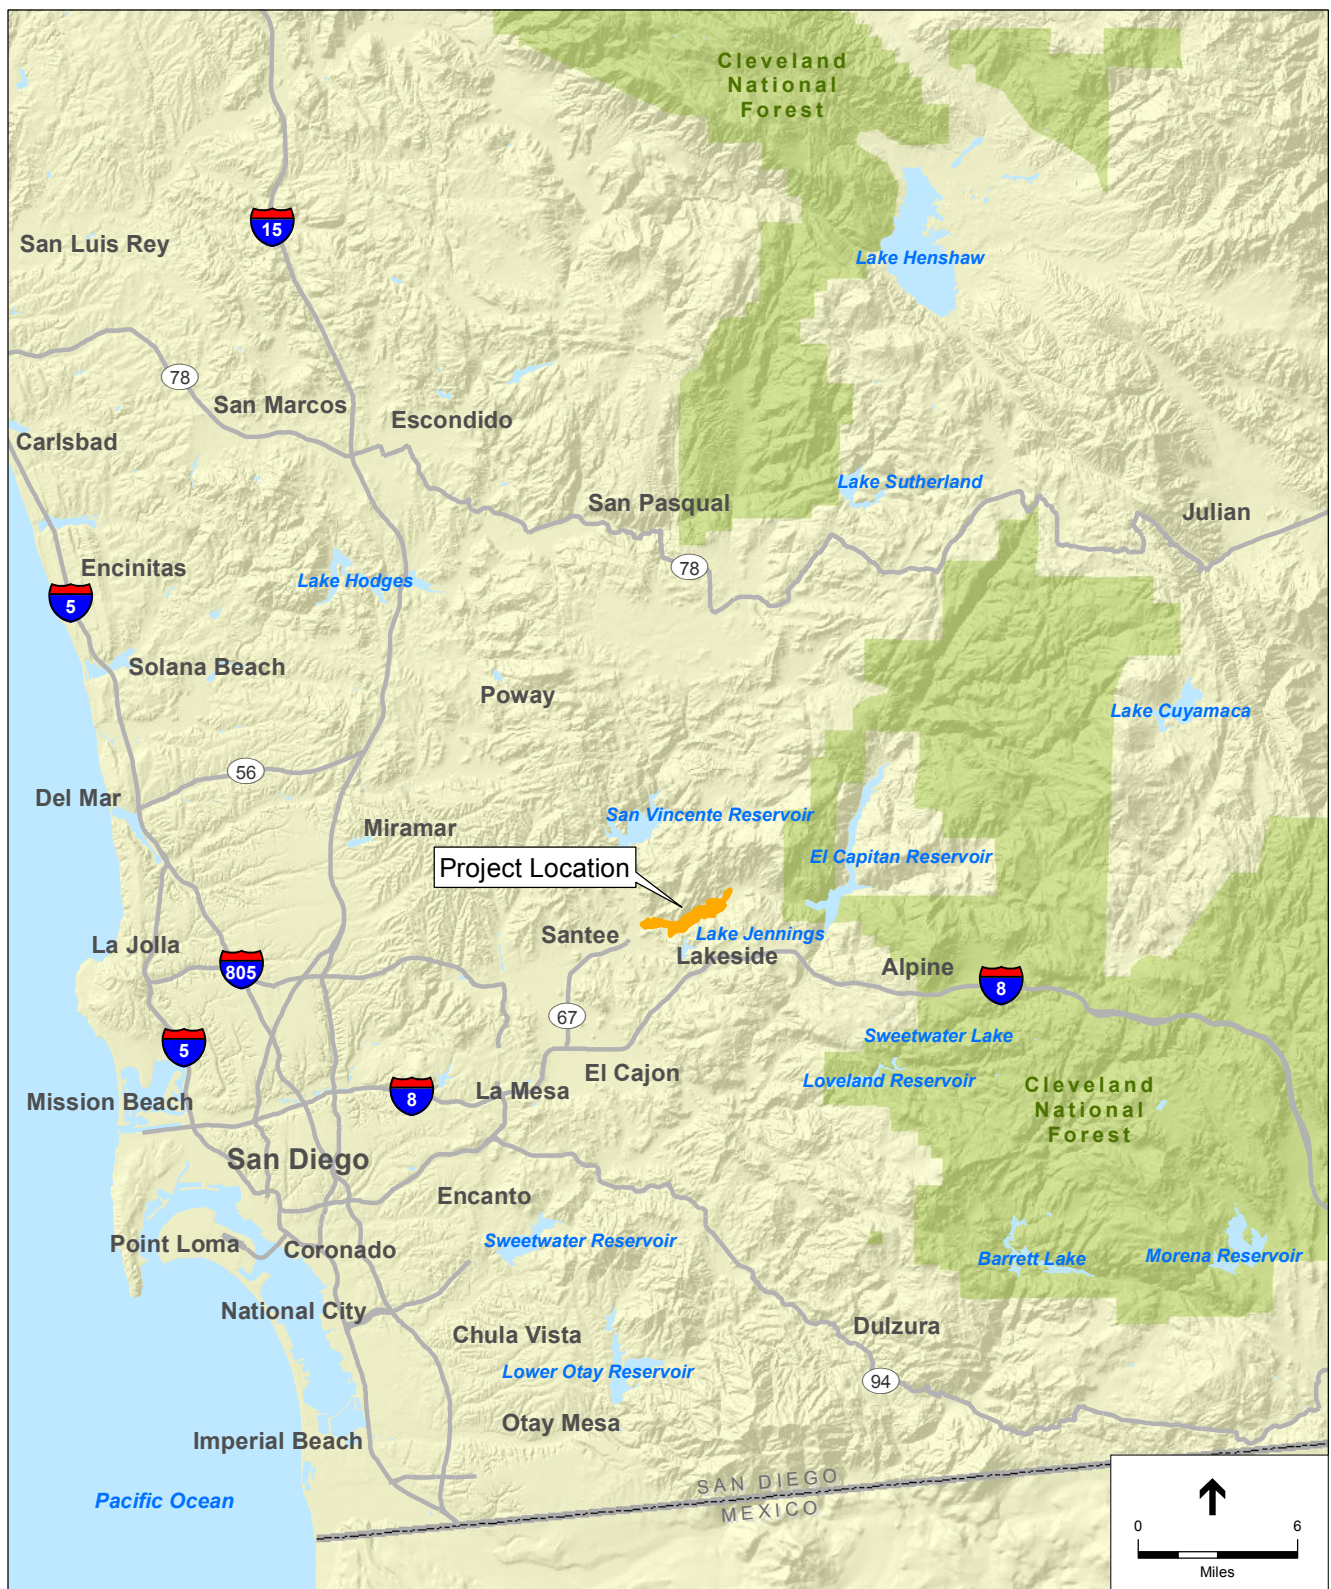 Cleveland
National
Forest
15
San Luis Rey
Lake Henshaw
78
San Marcos
Escondido
Carlsbad
Lake Sutherland
San Pasqual
Julian
Encinitas
Lake Hodges
78
5
Solana Beach
Poway
Lake Cuyamaca
56
Del Mar
San Vincente Reservoir
Miramar
El Capitan Reservoir
Project Location
Santee
Lake Jennings
La Jolla
Lakeside
Alpine
805
8
67
Sweetwater Lake
5
El Cajon
Loveland Reservoir
Cleveland
National
Forest
La Mesa
8
Mission Beach
San Diego
Encanto
Point Loma
Coronado
Sweetwater Reservoir
Barrett Lake
Morena Reservoir
National City
Chula Vista
Dulzura
Lower Otay Reservoir
94
Otay Mesa
Imperial Beach
SAN DIEGO
MEXICO
Pacific Ocean
0 6
Miles